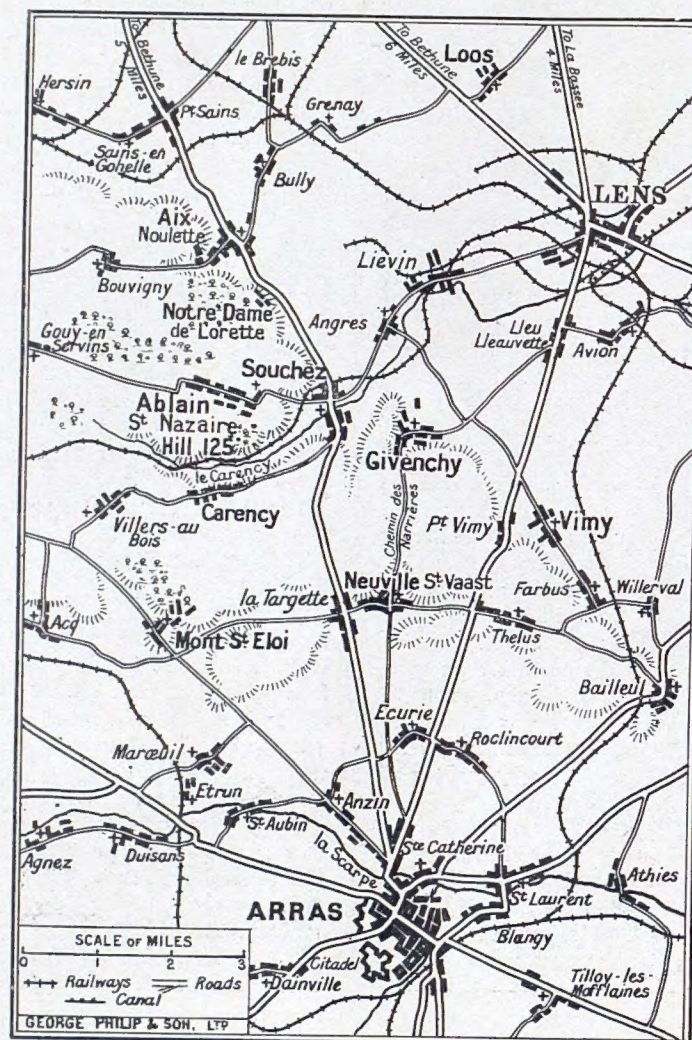 To Bethune
5 Miles
le Brebis
To Bethune
6 Miles
Loos
To La Bassee
4 Miles
Hersin
Pt Sains
Grenay
Sains-en
Gohelle
Bully
LENS
Aix
Noulette
Lievin
Bouvigny
Notre Dame
de Lorette
Angres
Lleu
Lleauvette
Avion
Gouy-en
Servins
Souchez
Ablain
St Nazaire
Hill 125
Givenchy
le Carency
Carency
Villers-au
Bois
Chemin des
Narrières
Pt Vimy
Vimy
la Targette
Neuville St Vaast
Farbus
Willerval
Acq
Mont St Eloi
Thelus
Bailleul
Ecurie
Roclincourt
Marœuil
Etrun
Anzin
St Aubin
Agnez
Duisans
la Scarpe
Ste Catherine
Athies
St Laurent
ARRAS
Blangy
Citadel
Dainville
Tilloy-les-
Mofflaines
SCALE OF MILES
0 1 2 3
Railways Roads
Canal
GEORGE PHILIP & SON, LTD